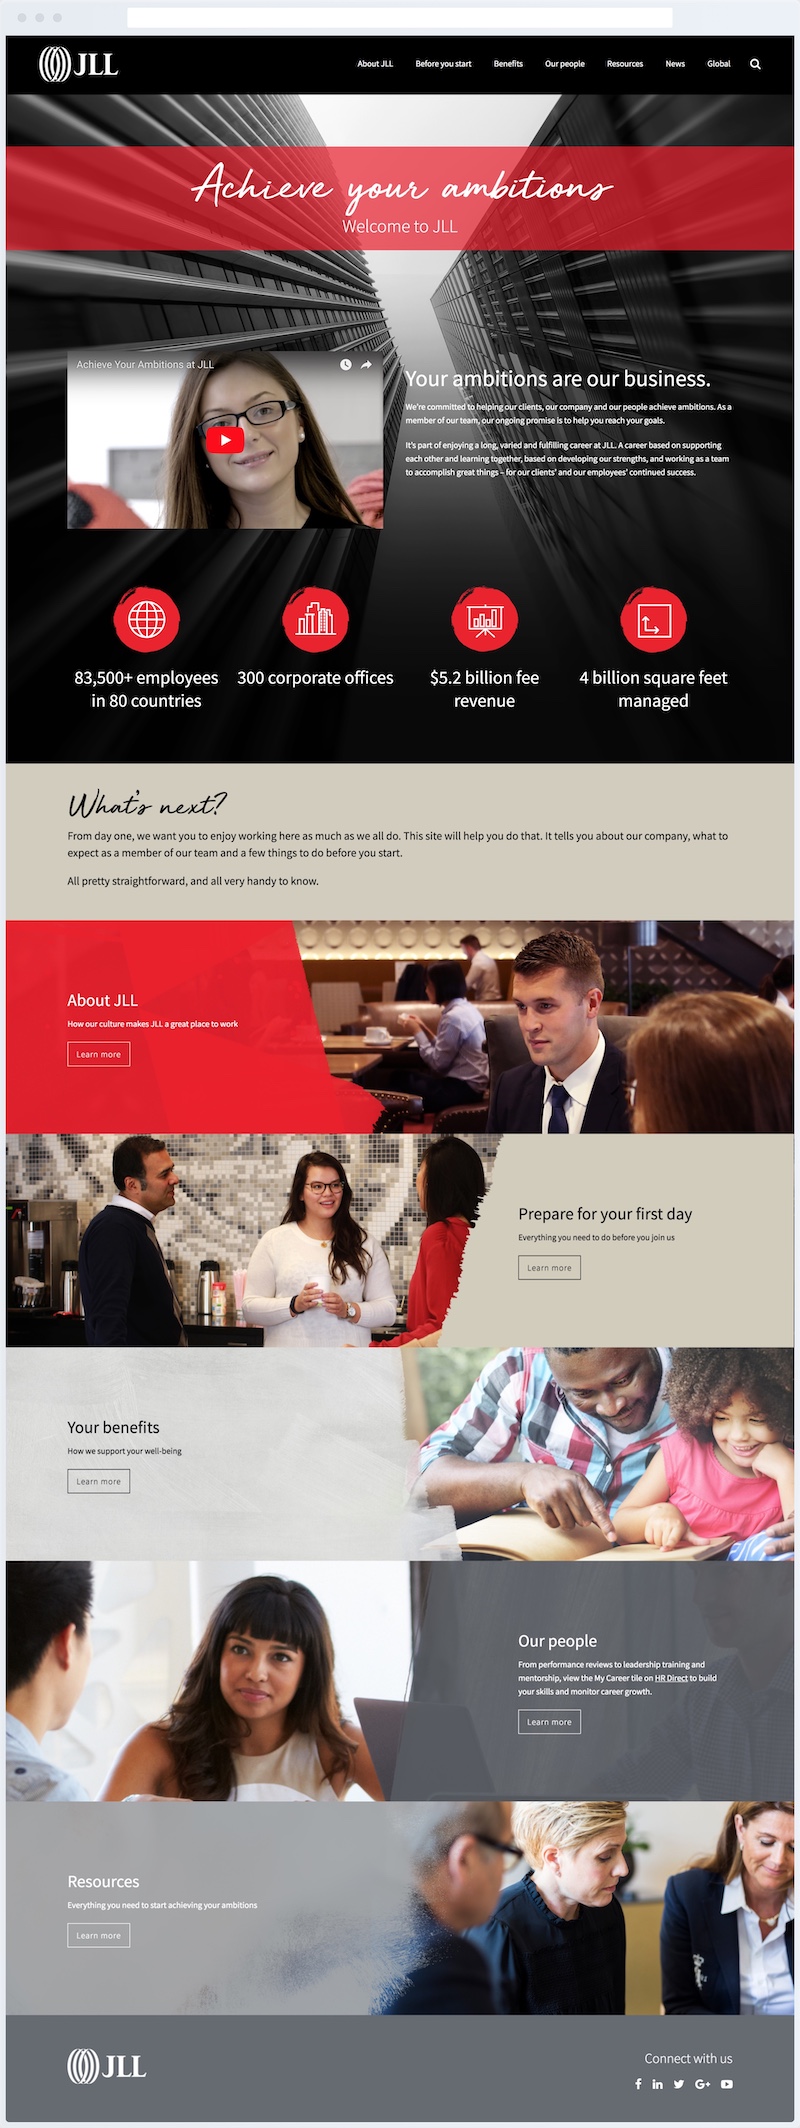 JLL
About JLL Before you start Benefits Our people Resources News Global
Achieve your ambitions
Welcome to JLL
Achieve Your Ambitions at JLL
Your ambitions are our business.
We're committed to helping our clients, our company and our people achieve ambitions. As a
member of our team, our ongoing promise is to help you reach your goals.
It's part of enjoying a long, varied and fulfilling career at JLL. A career based on supporting
each other and learning together, based on developing our strengths, and working as a team
to accomplish great things – for our clients' and our employees' continued success.
83,500+ employees
in 80 countries
300 corporate offices
$5.2 billion fee
revenue
4 billion square feet
managed
What's next?
From day one, we want you to enjoy working here as much as we all do. This site will help you do that. It tells you about our company, what to
expect as a member of our team and a few things to do before you start.
All pretty straightforward, and all very handy to know.
About JLL
How our culture makes JLL a great place to work
Learn more
Prepare for your first day
Everything you need to do before you join us
Learn more
Your benefits
How we support your well-being
Learn more
Our people
From performance reviews to leadership training and
mentorship, view the My Career tile on HR Direct to build
your skills and monitor career growth.
Learn more
Resources
Everything you need to start achieving your ambitions
Learn more
JLL
Connect with us